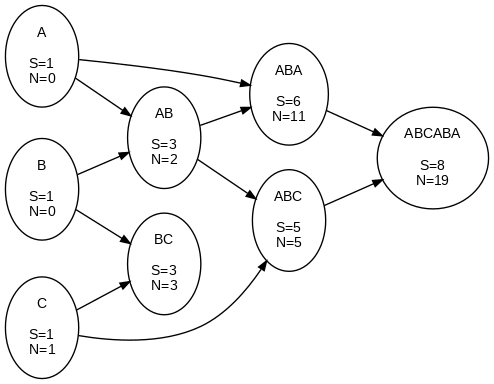 A
S=1
N=0
B
S=1
N=0
C
S=1
N=1
AB
S=3
N=2
BC
S=3
N=3
ABA
S=6
N=11
ABC
S=5
N=5
ABCABA
S=8
N=19